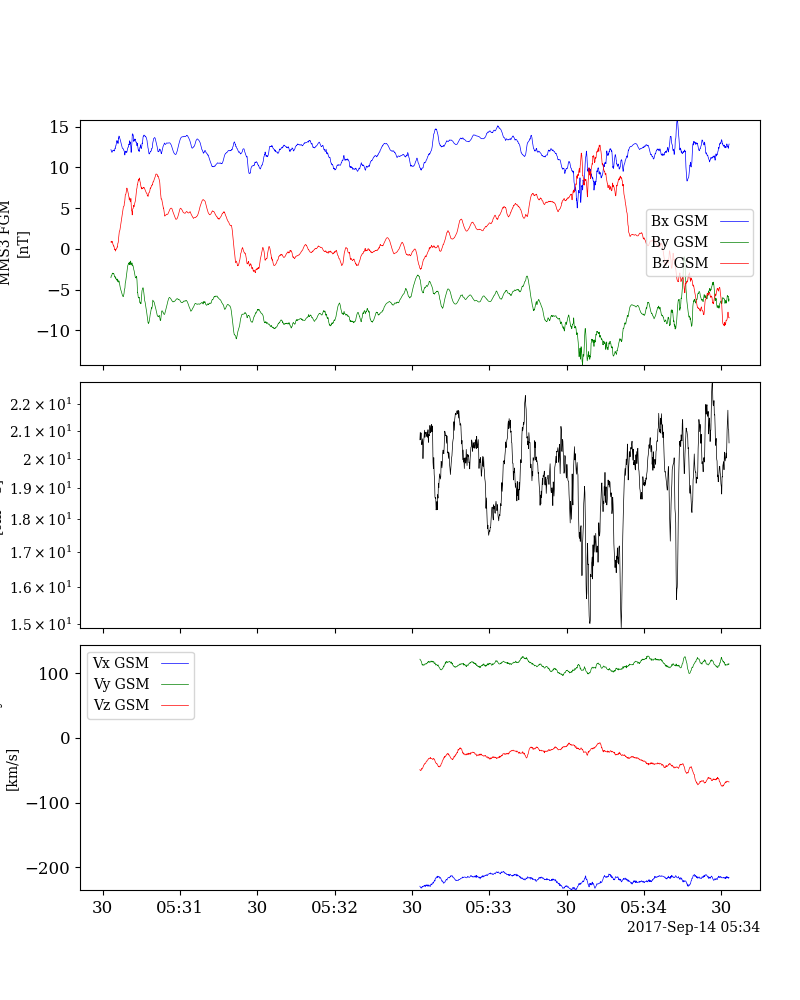 15
10
5
0
−5
−10
MMS3 FGM
[nT]
Bx GSM
By GSM
Bz GSM
2.2 × 10¹
2.1 × 10¹
2 × 10¹
1.9 × 10¹
1.8 × 10¹
1.7 × 10¹
1.6 × 10¹
1.5 × 10¹
100
0
−100
−200
[km/s]
Vx GSM
Vy GSM
Vz GSM
30 05:31 30 05:32 30 05:33 30 05:34 30
2017-Sep-14 05:34